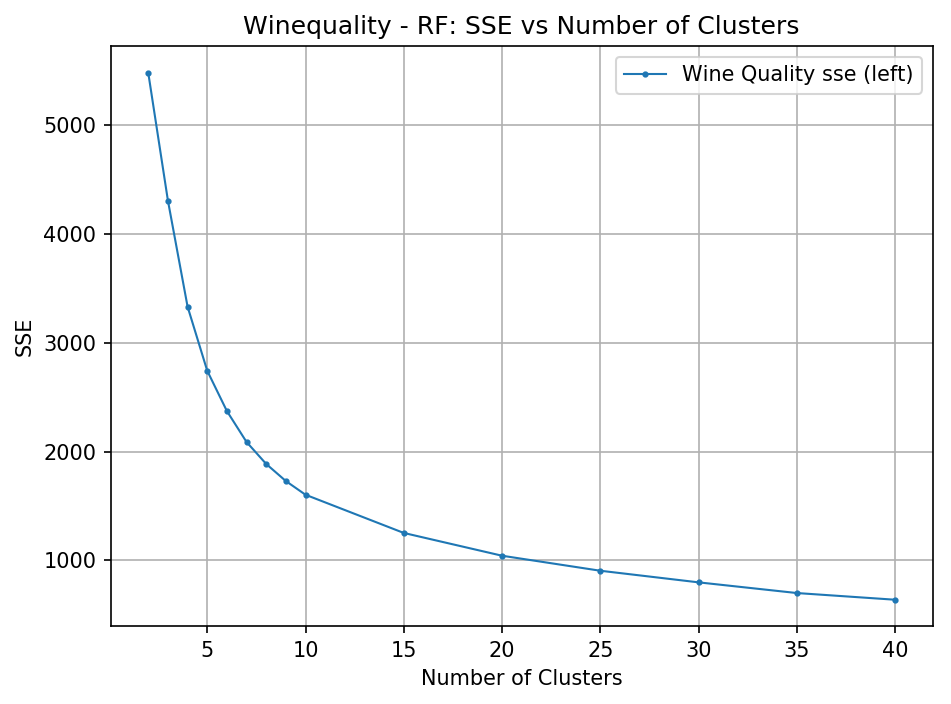 Winequality - RF: SSE vs Number of Clusters
Wine Quality sse (left)
5000
4000
3000
2000
1000
SSE
5 10 15 20 25 30 35 40
Number of Clusters